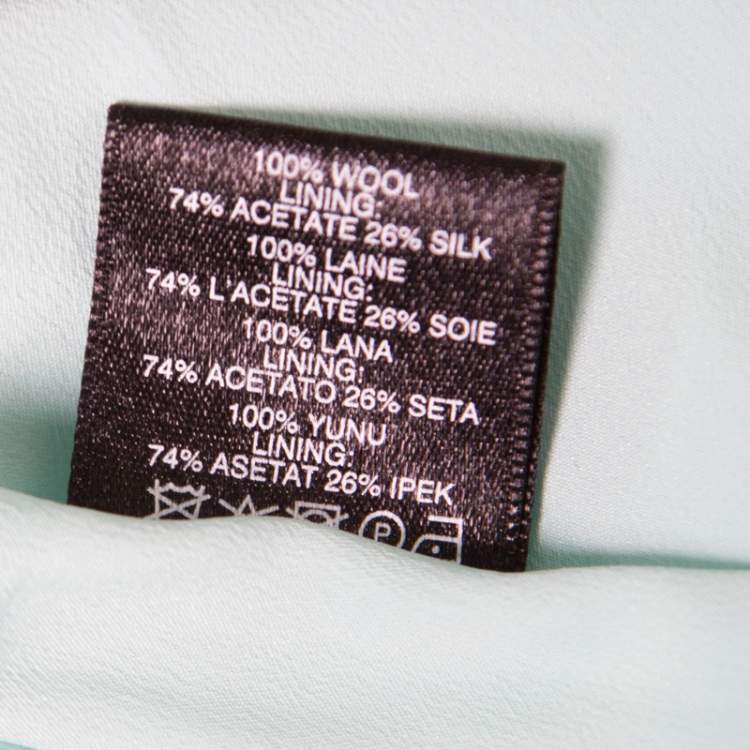 100% WOOL
LINING:
74% ACETATE 26% SILK
100% LAINE
LINING:
74% L'ACETATE 26% SOIE
100% LANA
LINING:
74% ACETATO 26% SETA
100% YUNU
LINING:
74% ASETAT 26% IPEK
P